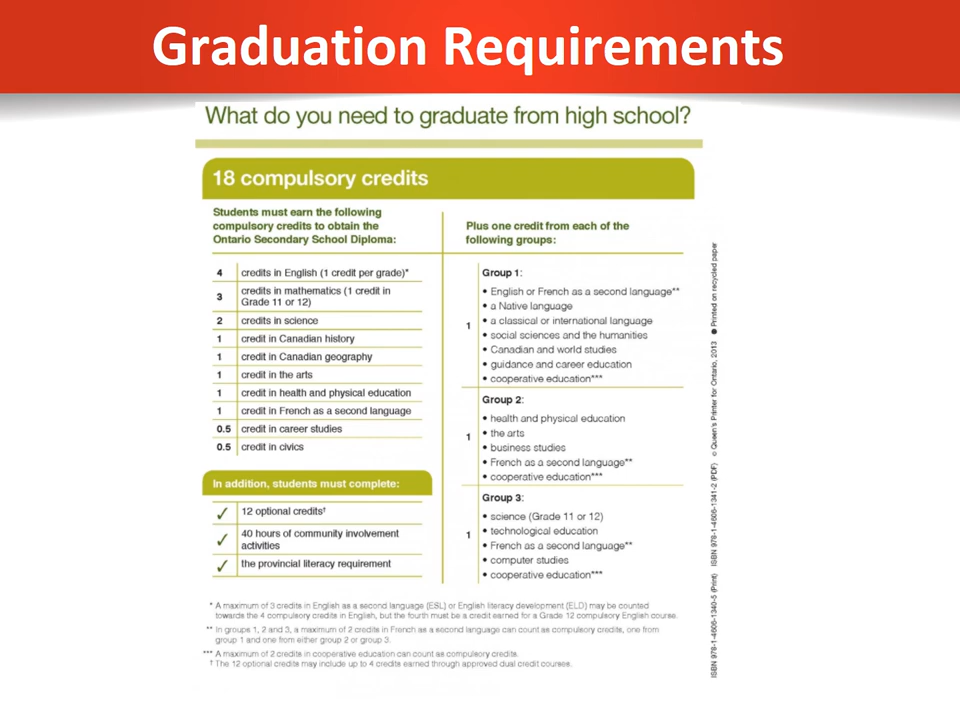 Graduation Requirements
What do you need to graduate from high school?
18 compulsory credits
Students must earn the following
compulsory credits to obtain the
Ontario Secondary School Diploma:
4 credits in English (1 credit per grade)*
3 credits in mathematics (1 credit in
Grade 11 or 12)
2 credits in science
1 credit in Canadian history
1 credit in Canadian geography
1 credit in the arts
1 credit in health and physical education
1 credit in French as a second language
0.5 credit in career studies
0.5 credit in civics
In addition, students must complete:
✓ 12 optional credits†
✓ 40 hours of community involvement
activities
✓ the provincial literacy requirement
Plus one credit from each of the
following groups:
1
Group 1:
• English or French as a second language**
• a Native language
• a classical or international language
• social sciences and the humanities
• Canadian and world studies
• guidance and career education
• cooperative education***
1
Group 2:
• health and physical education
• the arts
• business studies
• French as a second language**
• cooperative education***
1
Group 3:
• science (Grade 11 or 12)
• technological education
• French as a second language**
• computer studies
• cooperative education***
* A maximum of 3 credits in English as a second language (ESL) or English literacy development (ELD) may be counted
towards the 4 compulsory credits in English, but the fourth must be a credit earned for a Grade 12 compulsory English course.
** In groups 1, 2 and 3, a maximum of 2 credits in French as a second language can count as compulsory credits, one from
group 1 and one from either group 2 or group 3.
*** A maximum of 2 credits in cooperative education can count as compulsory credits.
† The 12 optional credits may include up to 4 credits earned through approved dual credit courses.
ISBN 978-1-4606-1340-5 (Print) ISBN 978-1-4606-1341-2 (PDF) © Queen's Printer for Ontario, 2013 ● Printed on recycled paper